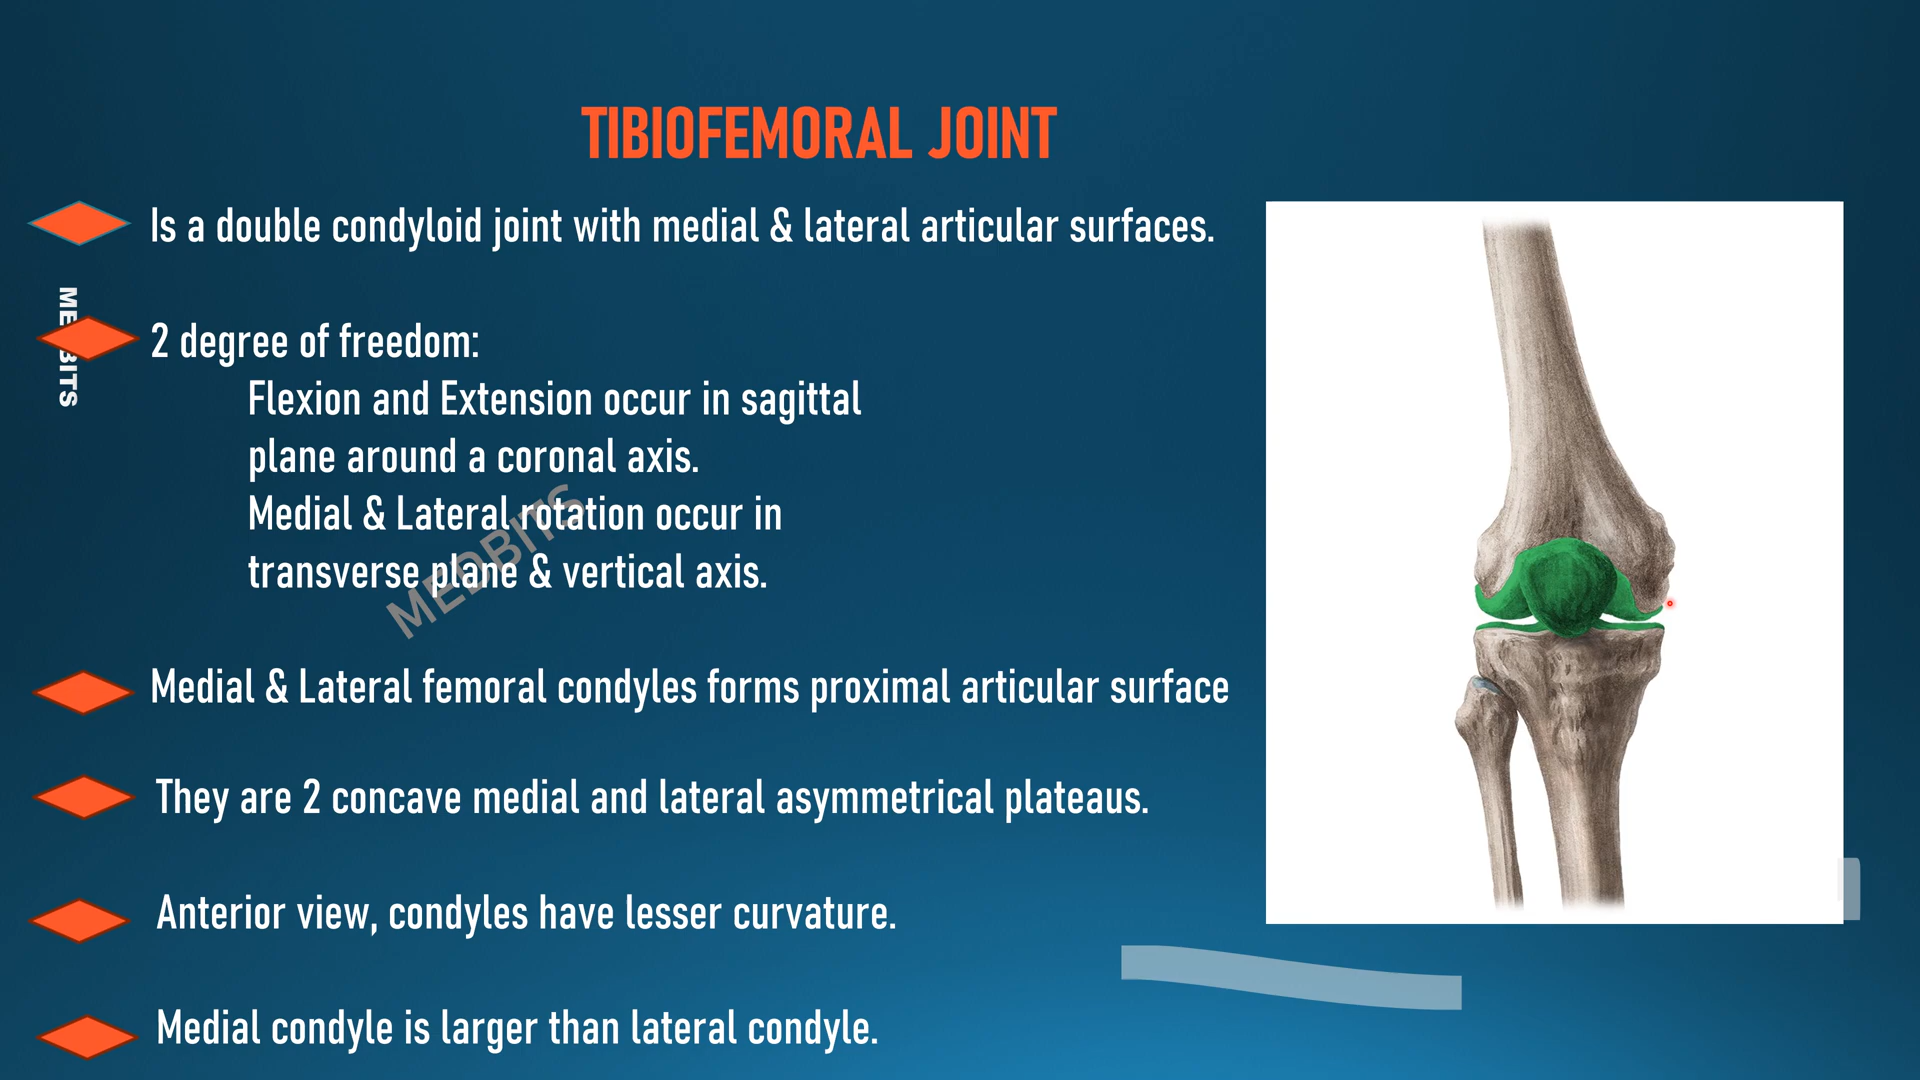 TIBIOFEMORAL JOINT
Is a double condyloid joint with medial & lateral articular surfaces.
2 degree of freedom:
Flexion and Extension occur in sagittal
plane around a coronal axis.
Medial & Lateral rotation occur in
transverse plane & vertical axis.
Medial & Lateral femoral condyles forms proximal articular surface
They are 2 concave medial and lateral asymmetrical plateaus.
Anterior view, condyles have lesser curvature.
Medial condyle is larger than lateral condyle.
MEDBITS
MEDBITS